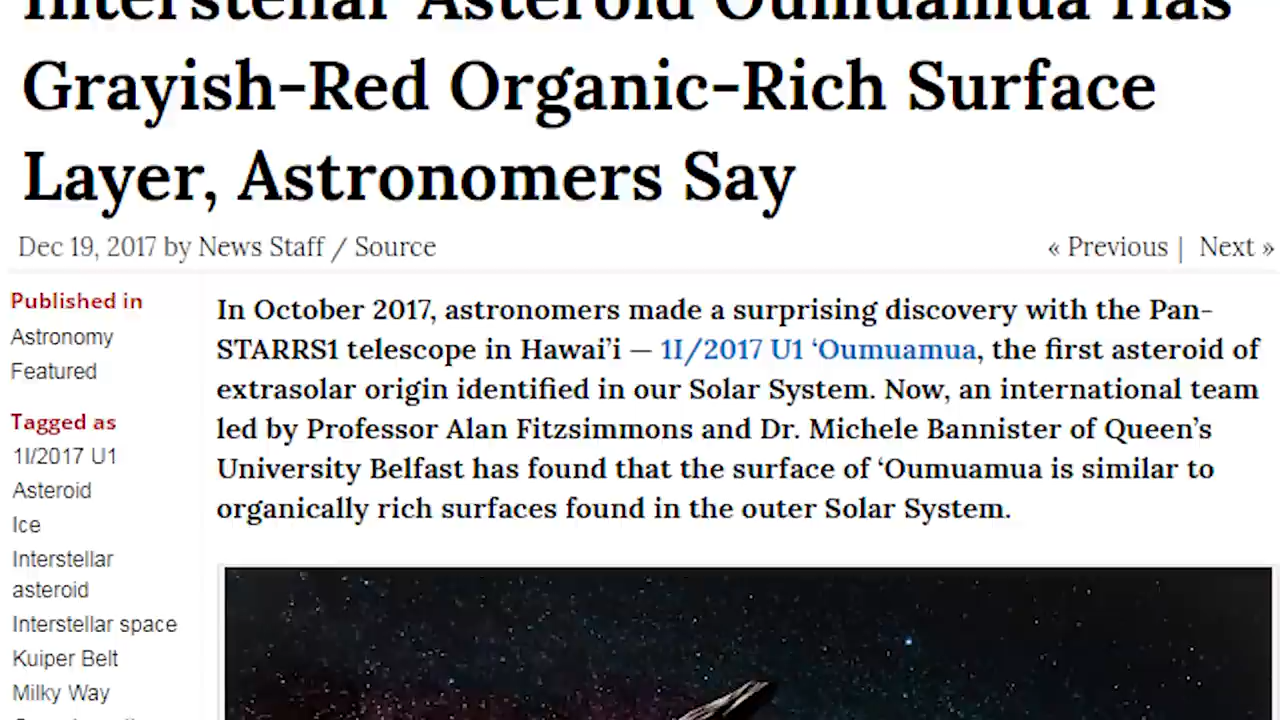 Interstellar Asteroid 'Oumuamua Has
Grayish-Red Organic-Rich Surface
Layer, Astronomers Say
Dec 19, 2017 by News Staff / Source
« Previous | Next »
Published in
Astronomy
Featured
Tagged as
1I/2017 U1
Asteroid
Ice
Interstellar
asteroid
Interstellar space
Kuiper Belt
Milky Way
In October 2017, astronomers made a surprising discovery with the Pan-
STARRS1 telescope in Hawai’i — 1I/2017 U1 ‘Oumuamua, the first asteroid of
extrasolar origin identified in our Solar System. Now, an international team
led by Professor Alan Fitzsimmons and Dr. Michele Bannister of Queen’s
University Belfast has found that the surface of ‘Oumuamua is similar to
organically rich surfaces found in the outer Solar System.